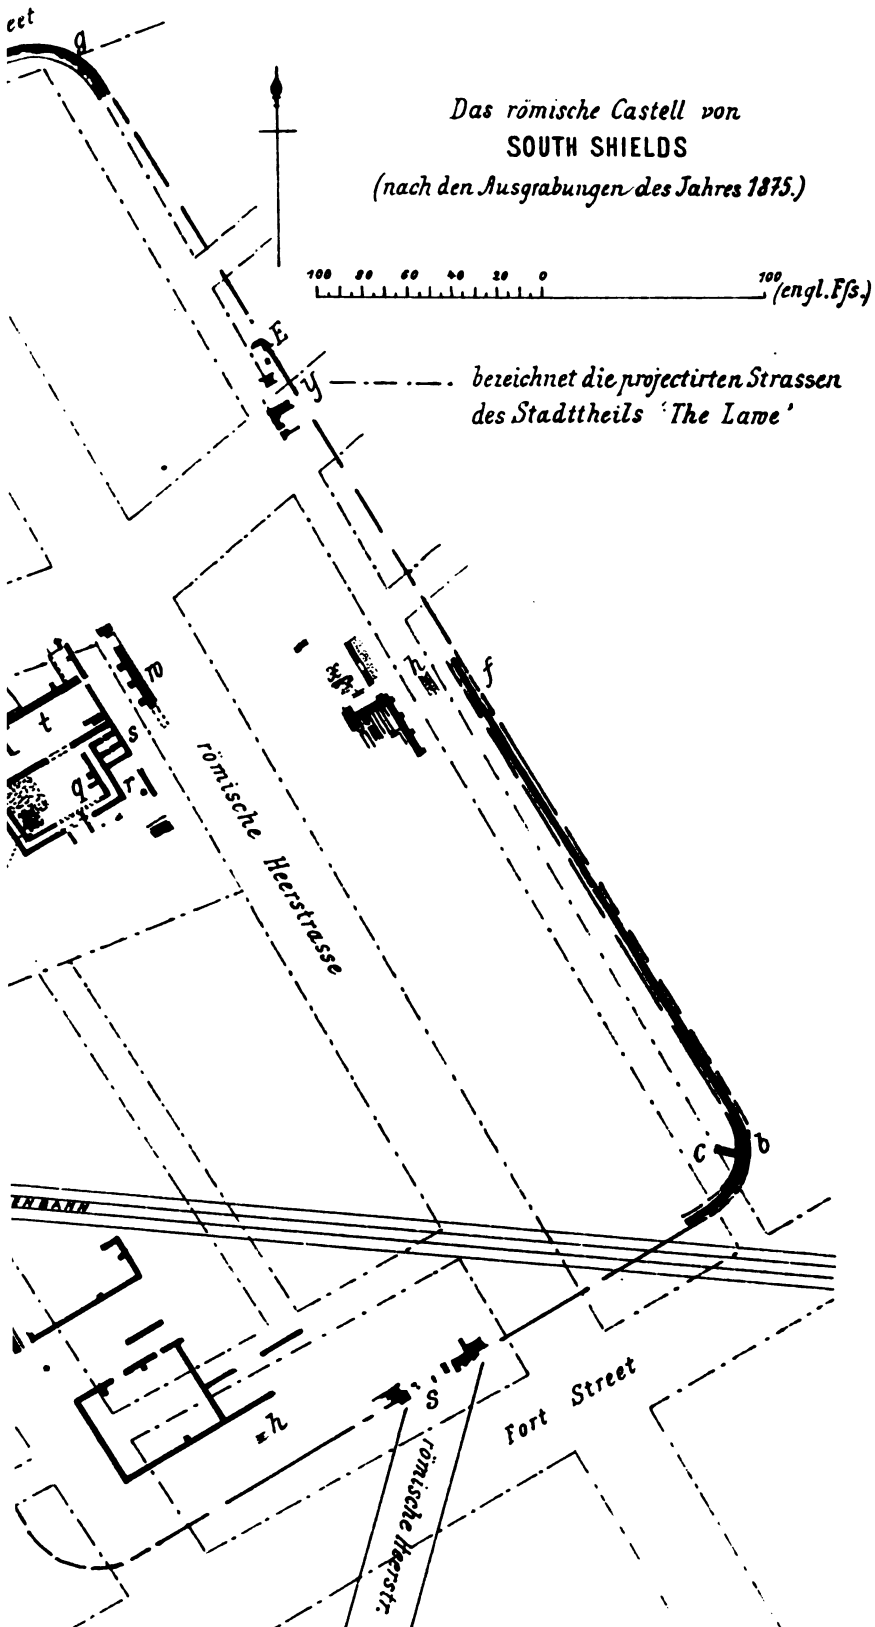 eet
g
Das römische Castell von
SOUTH SHIELDS
(nach den Ausgrabungen des Jahres 1875.)
100 80 60 40 20 0 100 (engl. Fſs.)
E
y
bezeichnet die projectirten Strassen
des Stadttheils 'The Lawe'
h
f
m
t
s
q
r.
römische Heerstrasse
C
b
ENBAHN
S
h
Fort Street
römische Heerstr.